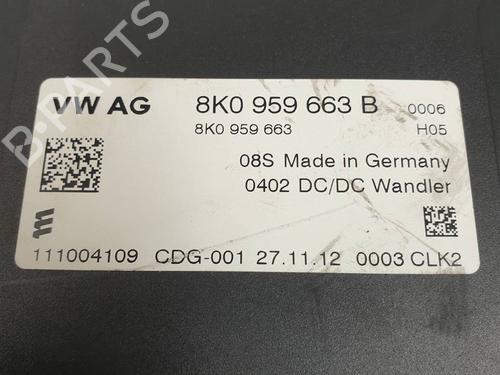 VW AG 8K0 959 663 B 0006
8K0 959 663 H05
08S Made in Germany
0402 DC/DC Wandler
111004109 CDG-001 27.11.12 0003 CLK2
B-PARTS